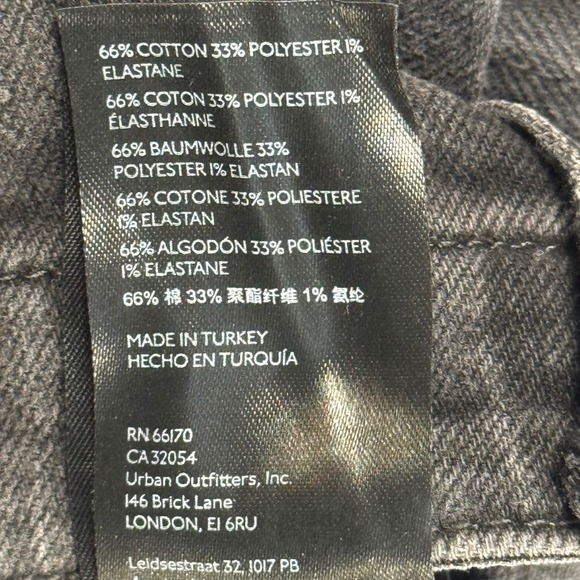 66% COTTON 33% POLYESTER 1%
ELASTANE
66% COTON 33% POLYESTER 1%
ÉLASTHANNE
66% BAUMWOLLE 33%
POLYESTER 1% ELASTAN
66% COTONE 33% POLIESTERE
1% ELASTAN
66% ALGODÓN 33% POLIÉSTER
1% ELASTANE
66% 棉 33% 聚酯纤维 1% 氨纶
MADE IN TURKEY
HECHO EN TURQUÍA
RN 66170
CA 32054
Urban Outfitters, Inc.
146 Brick Lane
LONDON, E1 6RU
Leidsestraat 32, 1017 PB